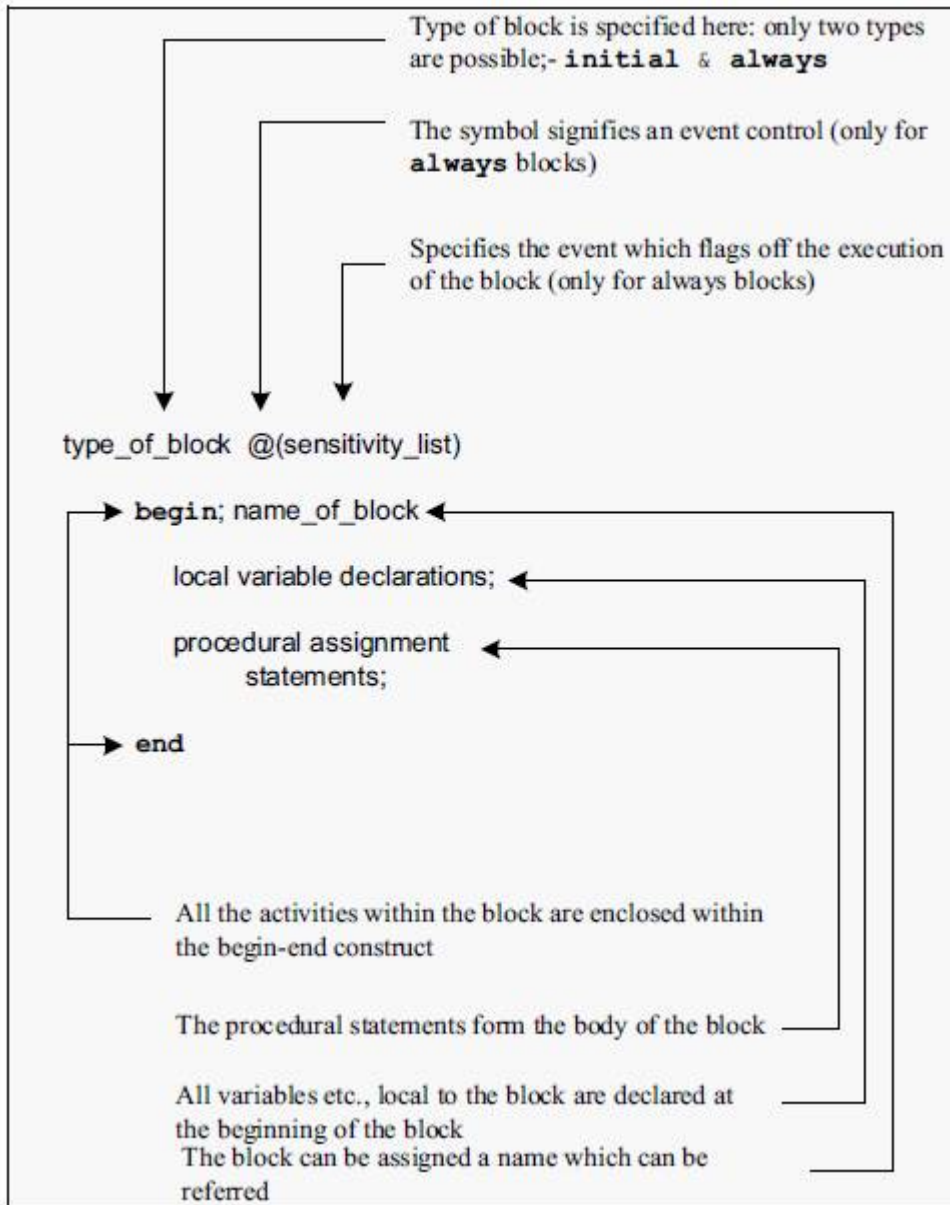 Type of block is specified here: only two types
are possible;- initial & always
The symbol signifies an event control (only for
always blocks)
Specifies the event which flags off the execution
of the block (only for always blocks)
type_of_block @(sensitivity_list)
begin; name_of_block
local variable declarations;
procedural assignment
statements;
end
All the activities within the block are enclosed within
the begin-end construct
The procedural statements form the body of the block
All variables etc., local to the block are declared at
the beginning of the block
The block can be assigned a name which can be
referred